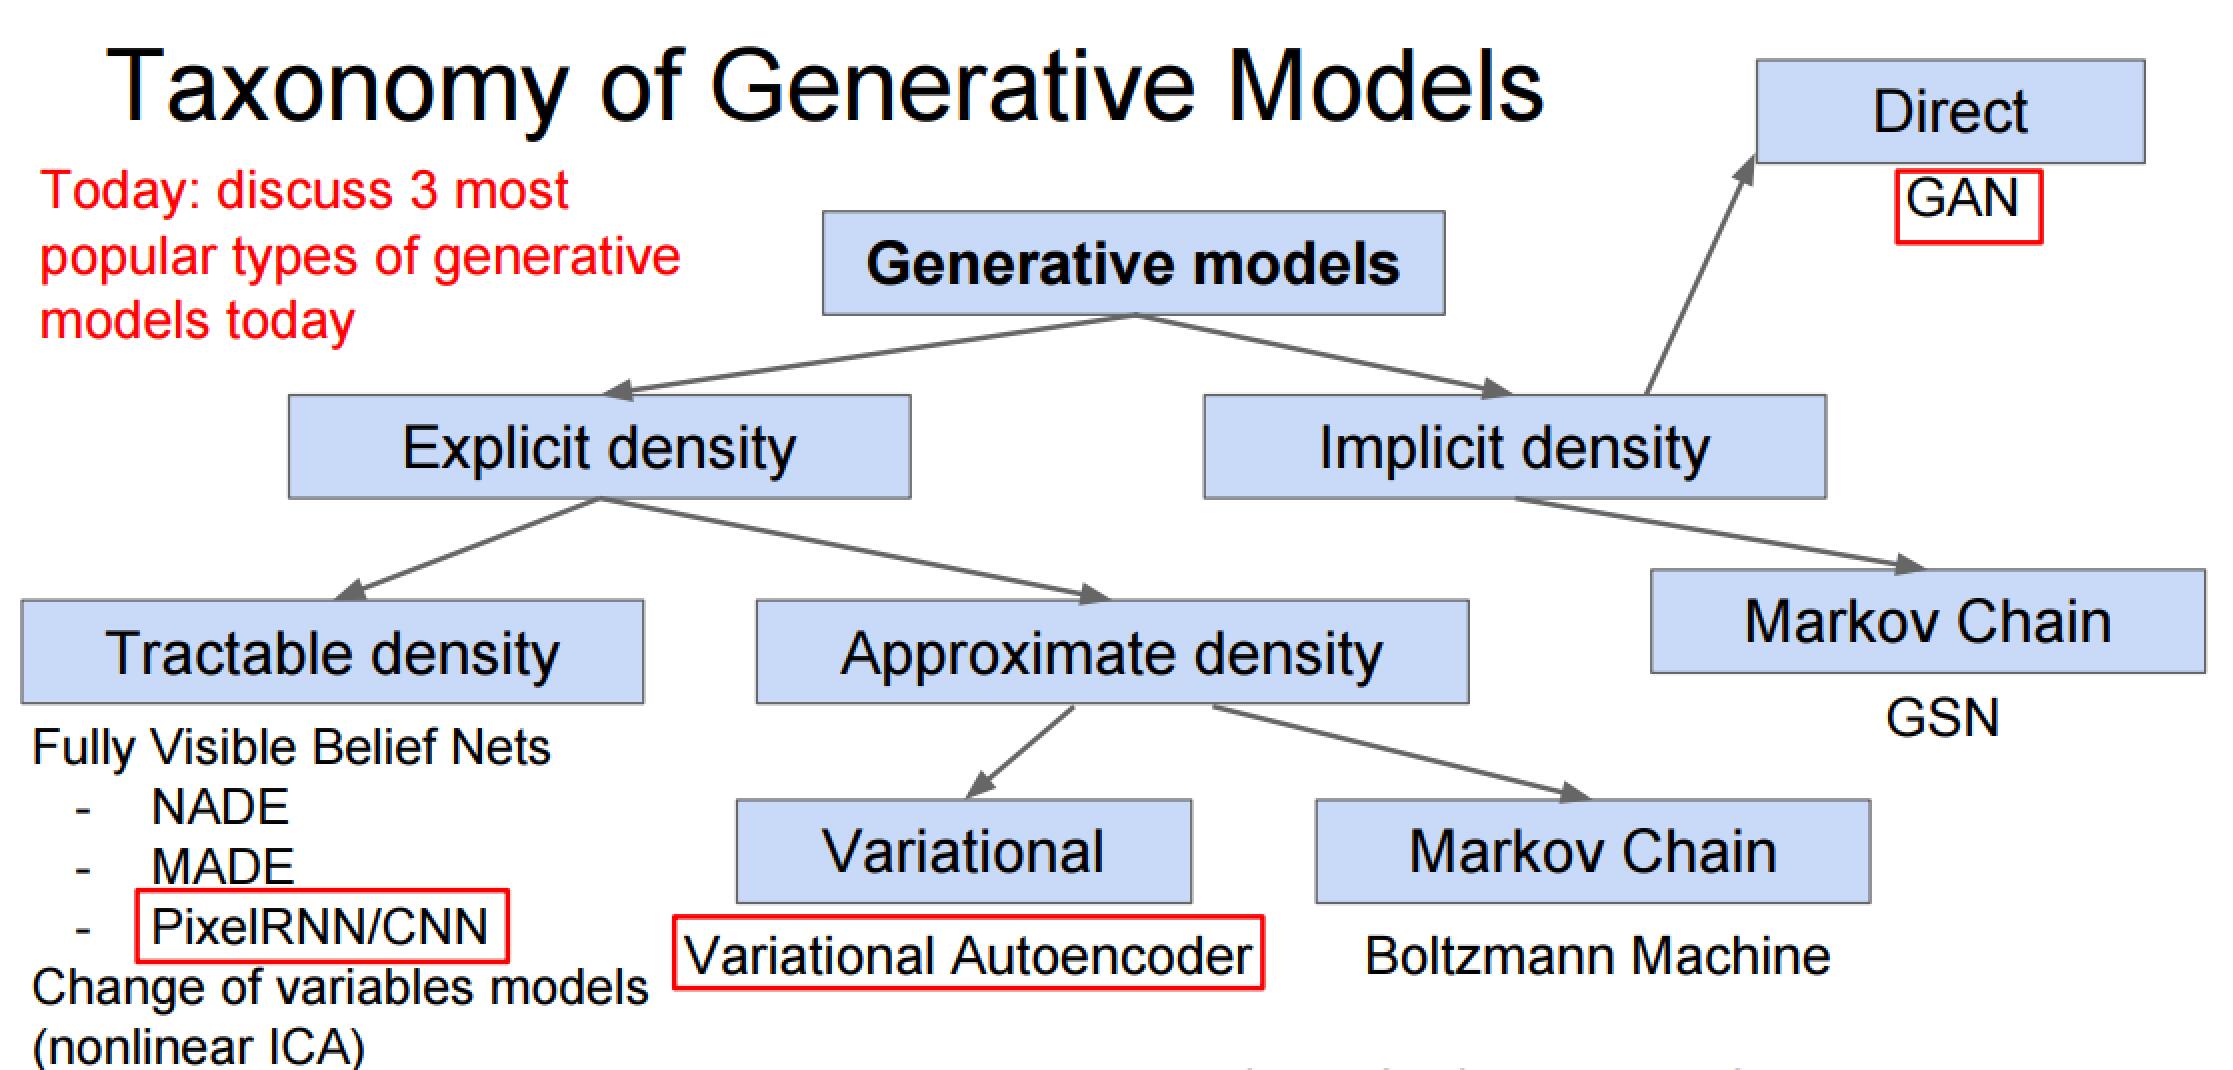 Taxonomy of Generative Models
Direct
GAN
Today: discuss 3 most
popular types of generative
models today
Generative models
Explicit density
Implicit density
Tractable density
Approximate density
Markov Chain
GSN
Fully Visible Belief Nets
- NADE
- MADE
- PixelRNN/CNN
Change of variables models
(nonlinear ICA)
Variational
Markov Chain
Variational Autoencoder
Boltzmann Machine